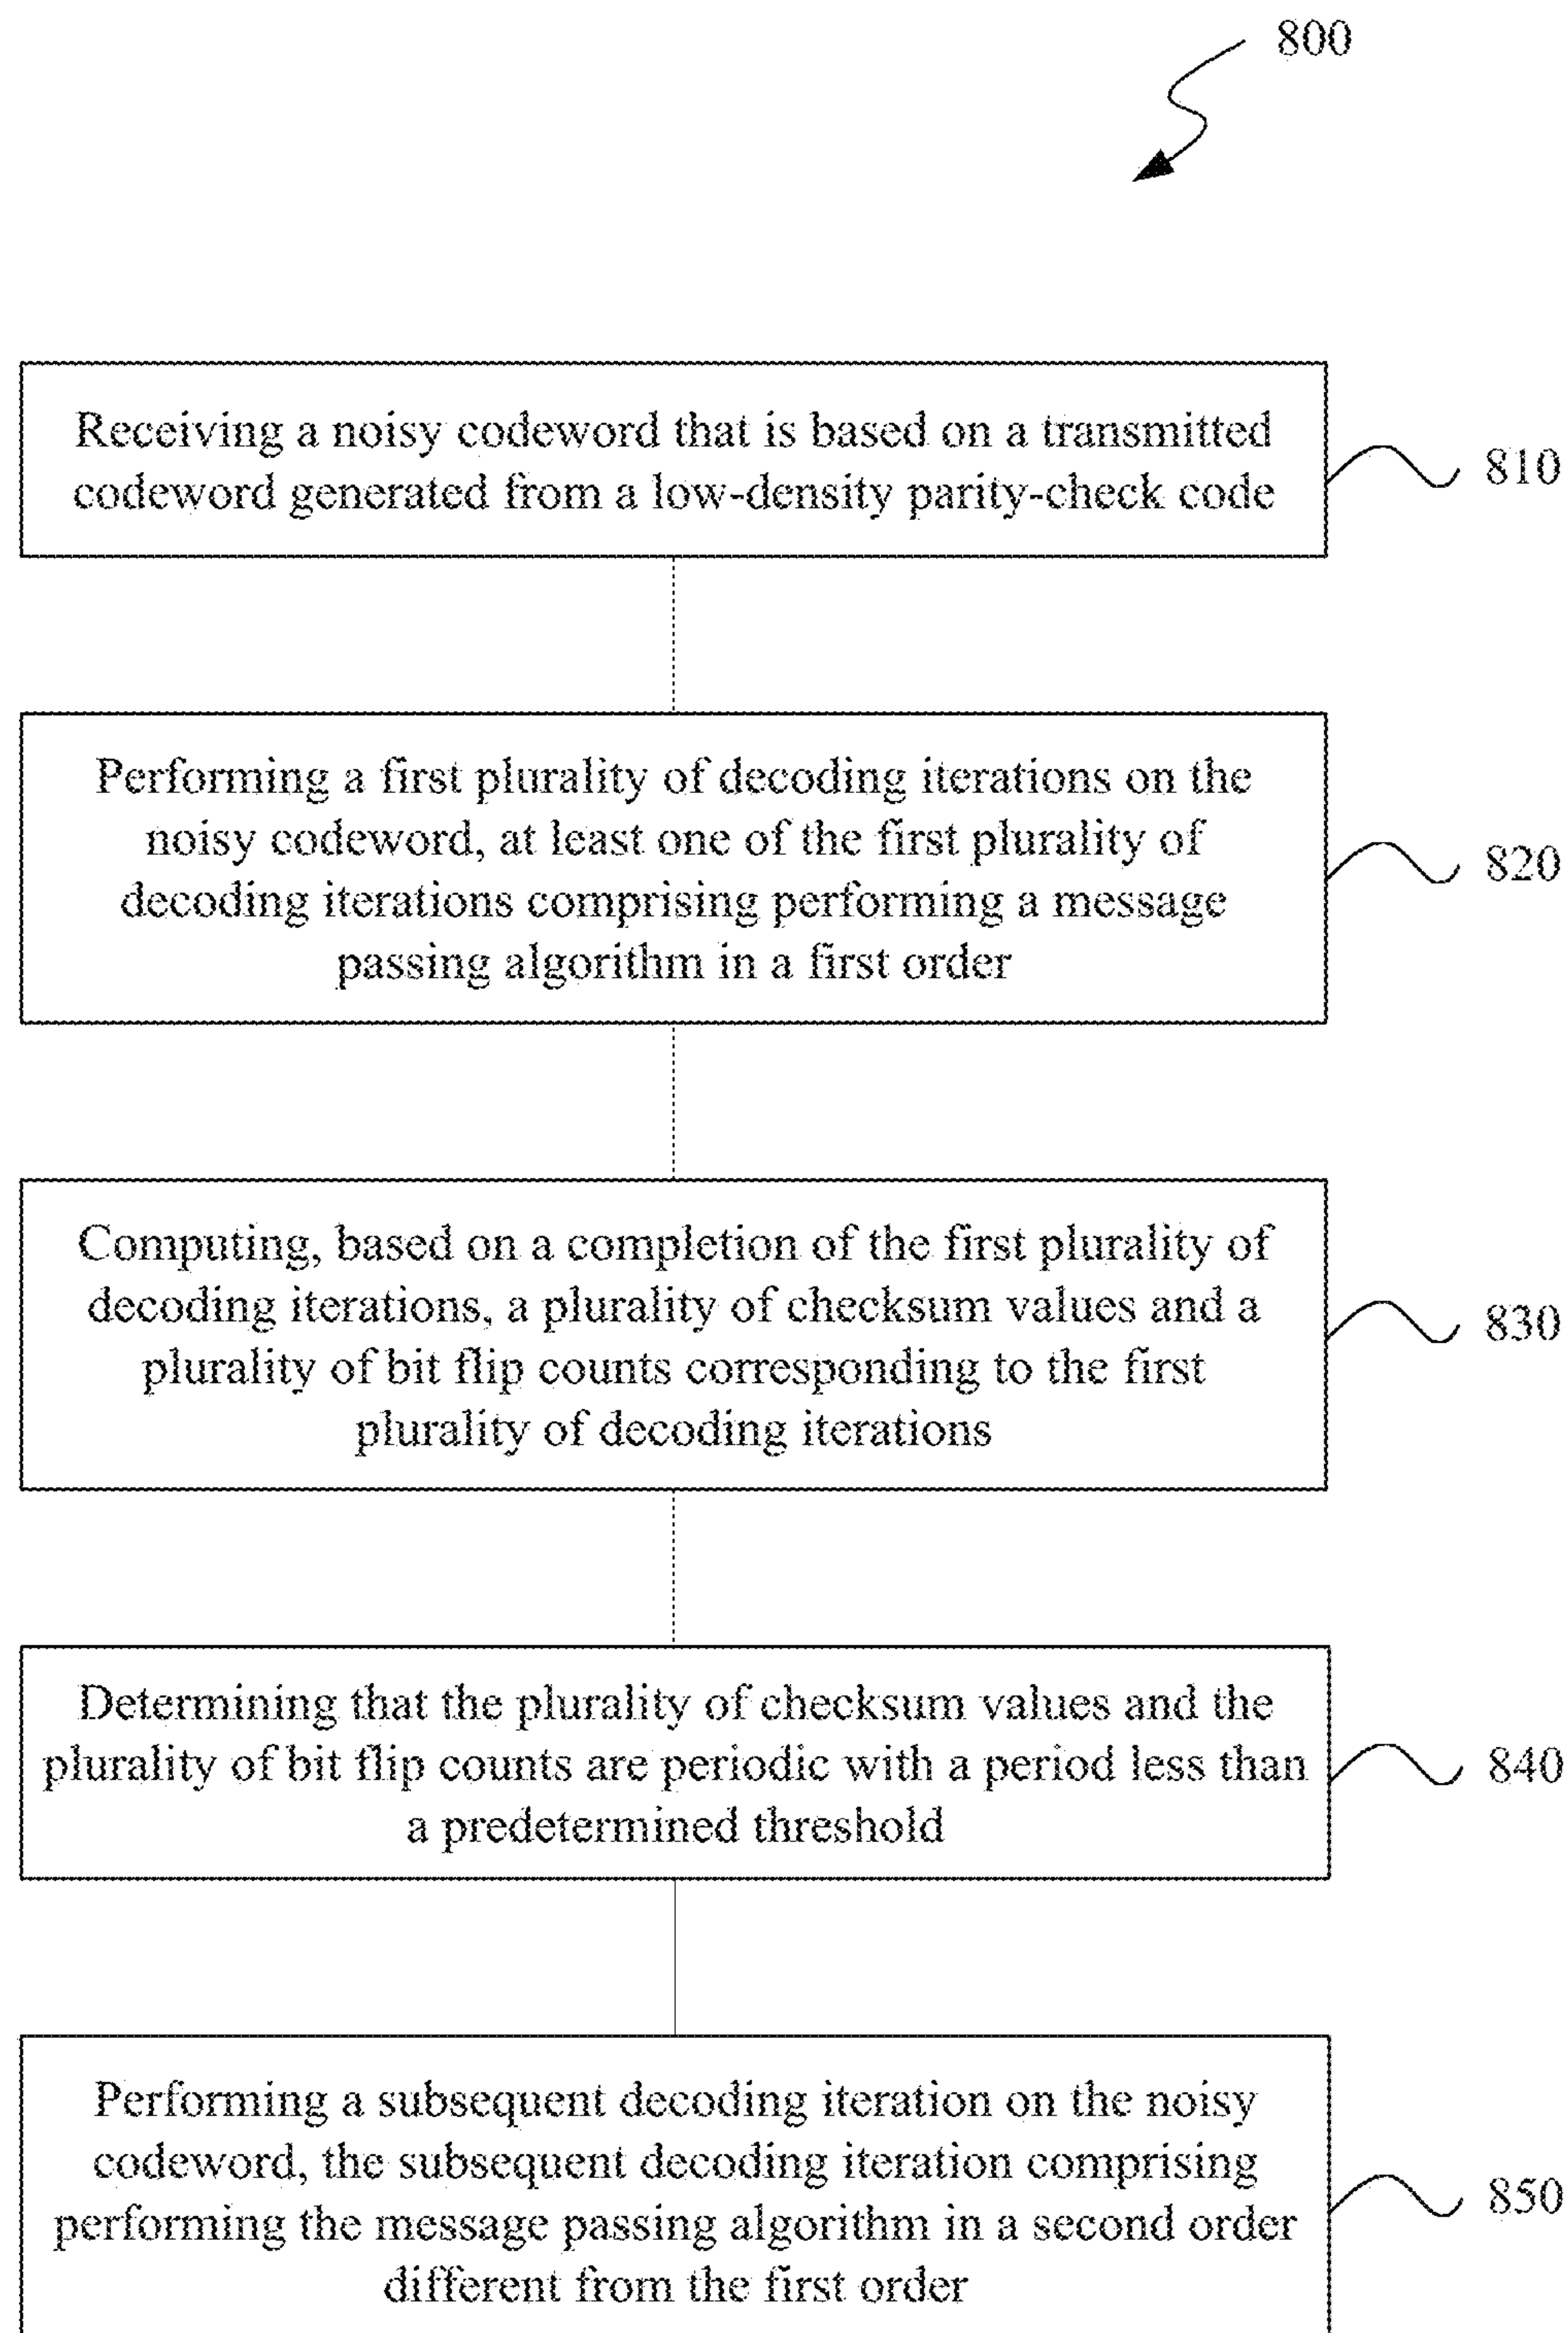 800
Receiving a noisy codeword that is based on a transmitted
codeword generated from a low-density parity-check code
810
Performing a first plurality of decoding iterations on the
noisy codeword, at least one of the first plurality of
decoding iterations comprising performing a message
passing algorithm in a first order
820
Computing, based on a completion of the first plurality of
decoding iterations, a plurality of checksum values and a
plurality of bit flip counts corresponding to the first
plurality of decoding iterations
830
Determining that the plurality of checksum values and the
plurality of bit flip counts are periodic with a period less than
a predetermined threshold
840
Performing a subsequent decoding iteration on the noisy
codeword, the subsequent decoding iteration comprising
performing the message passing algorithm in a second order
different from the first order
850